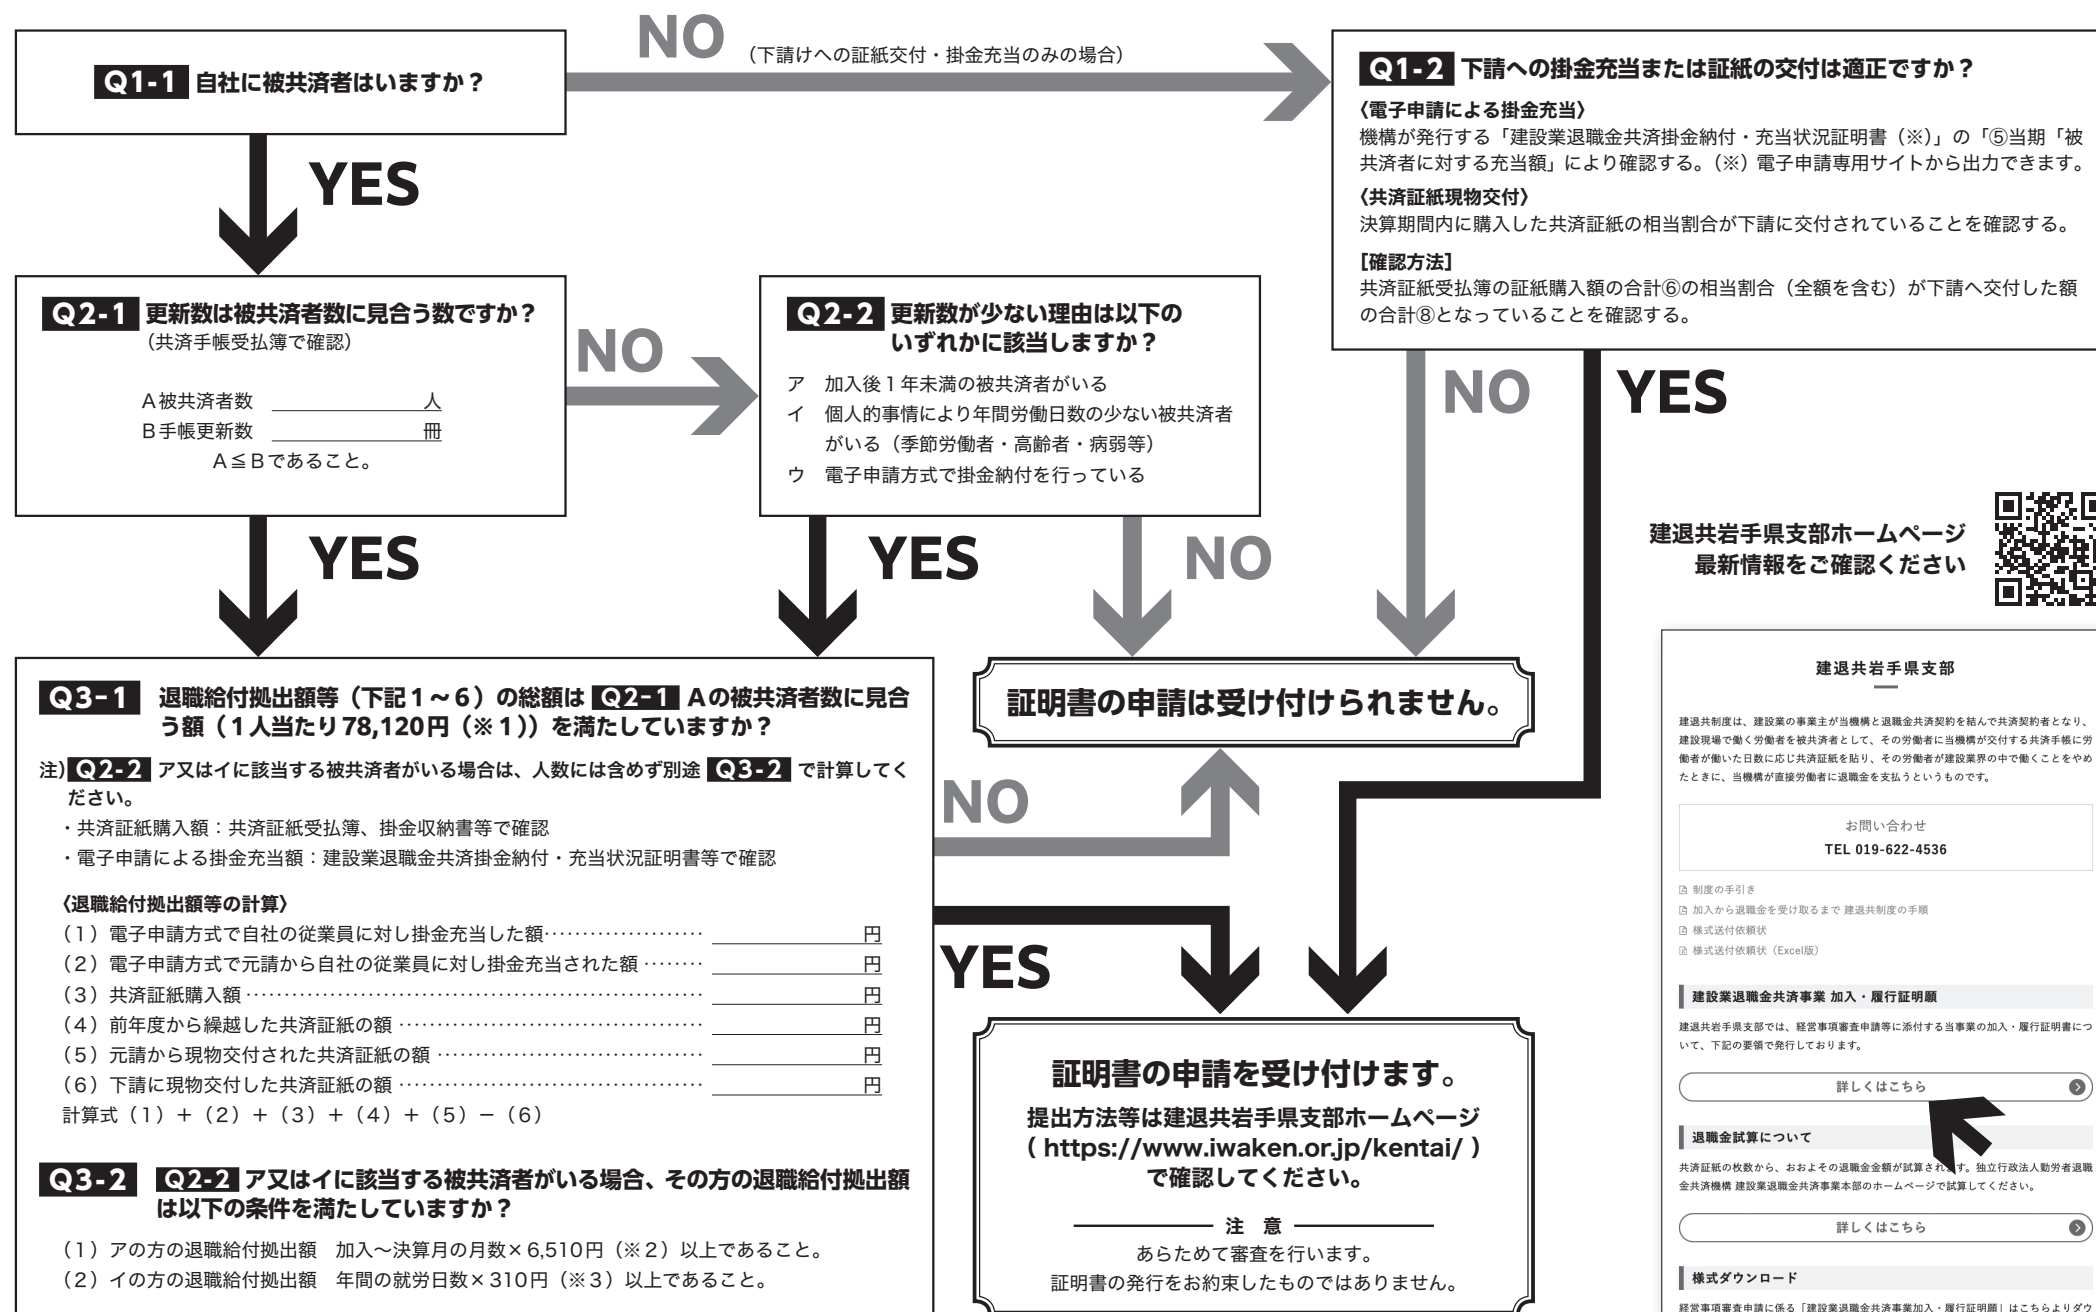 Q1-1 自社に被共済者はいますか？
NO （下請けへの証紙交付・掛金充当のみの場合）
YES
Q1-2 下請への掛金充当または証紙の交付は適正ですか？
〈電子申請による掛金充当〉
機構が発行する「建設業退職金共済掛金納付・充当状況証明書（※）」の「⑤当期「被
共済者に対する充当額」により確認する。（※）電子申請専用サイトから出力できます。
〈共済証紙現物交付〉
決算期間内に購入した共済証紙の相当割合が下請に交付されていることを確認する。
［確認方法］
共済証紙受払簿の証紙購入額の合計⑥の相当割合（全額を含む）が下請へ交付した額
の合計⑧となっていることを確認する。
NO
YES
Q2-1 更新数は被共済者数に見合う数ですか？
（共済手帳受払簿で確認）
A被共済者数 人
B手帳更新数 冊
A≦Bであること。
NO
YES
Q2-2 更新数が少ない理由は以下の
いずれかに該当しますか？
ア 加入後１年未満の被共済者がいる
イ 個人的事情により年間労働日数の少ない被共済者
がいる（季節労働者・高齢者・病弱等）
ウ 電子申請方式で掛金納付を行っている
YES
NO
建退共岩手県支部ホームページ
最新情報をご確認ください
Q3-1 退職給付拠出額等（下記１～６）の総額は Q2-1 Aの被共済者数に見合
う額（１人当たり78,120円（※１））を満たしていますか？
注）Q2-2 ア又はイに該当する被共済者がいる場合は、人数には含めず別途 Q3-2 で計算してく
ださい。
・共済証紙購入額：共済証紙受払簿、掛金収納書等で確認
・電子申請による掛金充当額：建設業退職金共済掛金納付・充当状況証明書等で確認
〈退職給付拠出額等の計算〉
（1）電子申請方式で自社の従業員に対し掛金充当した額………………… 円
（2）電子申請方式で元請から自社の従業員に対し掛金充当された額……… 円
（3）共済証紙購入額………………………………………………… 円
（4）前年度から繰越した共済証紙の額……………………………… 円
（5）元請から現物交付された共済証紙の額………………………… 円
（6）下請に現物交付した共済証紙の額……………………………… 円
計算式（1）＋（2）＋（3）＋（4）＋（5）－（6）
Q3-2 Q2-2 ア又はイに該当する被共済者がいる場合、その方の退職給付拠出額
は以下の条件を満たしていますか？
（1）アの方の退職給付拠出額 加入～決算月の月数×6,510円（※２）以上であること。
（2）イの方の退職給付拠出額 年間の就労日数×310円（※３）以上であること。
NO
YES
証明書の申請は受け付けられません。
証明書の申請を受け付けます。
提出方法等は建退共岩手県支部ホームページ
( https://www.iwaken.or.jp/kentai/ )
で確認してください。
注 意
あらためて審査を行います。
証明書の発行をお約束したものではありません。
建退共岩手県支部
建退共制度は、建設業の事業主が当機構と退職金共済契約を結んで共済契約者となり、
建設現場で働く労働者を被共済者として、その労働者に当機構が交付する共済手帳に労
働者が働いた日数に応じ共済証紙を貼り、その労働者が建設業界の中で働くことをやめ
たときに、当機構が直接労働者に退職金を支払うというものです。
お問い合わせ
TEL 019-622-4536
制度の手引き
加入から退職金を受け取るまで 建退共制度の手順
様式送付依頼状
様式送付依頼状（Excel版）
建設業退職金共済事業 加入・履行証明願
建退共岩手県支部では、経営事項審査申請等に添付する当事業の加入・履行証明書につ
いて、下記の要領で発行しております。
詳しくはこちら
退職金試算について
共済証紙の枚数から、おおよその退職金金額が試算されます。独立行政法人勤労者退職
金共済機構 建設業退職金共済事業本部のホームページで試算してください。
詳しくはこちら
様式ダウンロード
経営事項審査申請に係る「建設業退職金共済事業加入・履行証明願」はこちらよりダウ